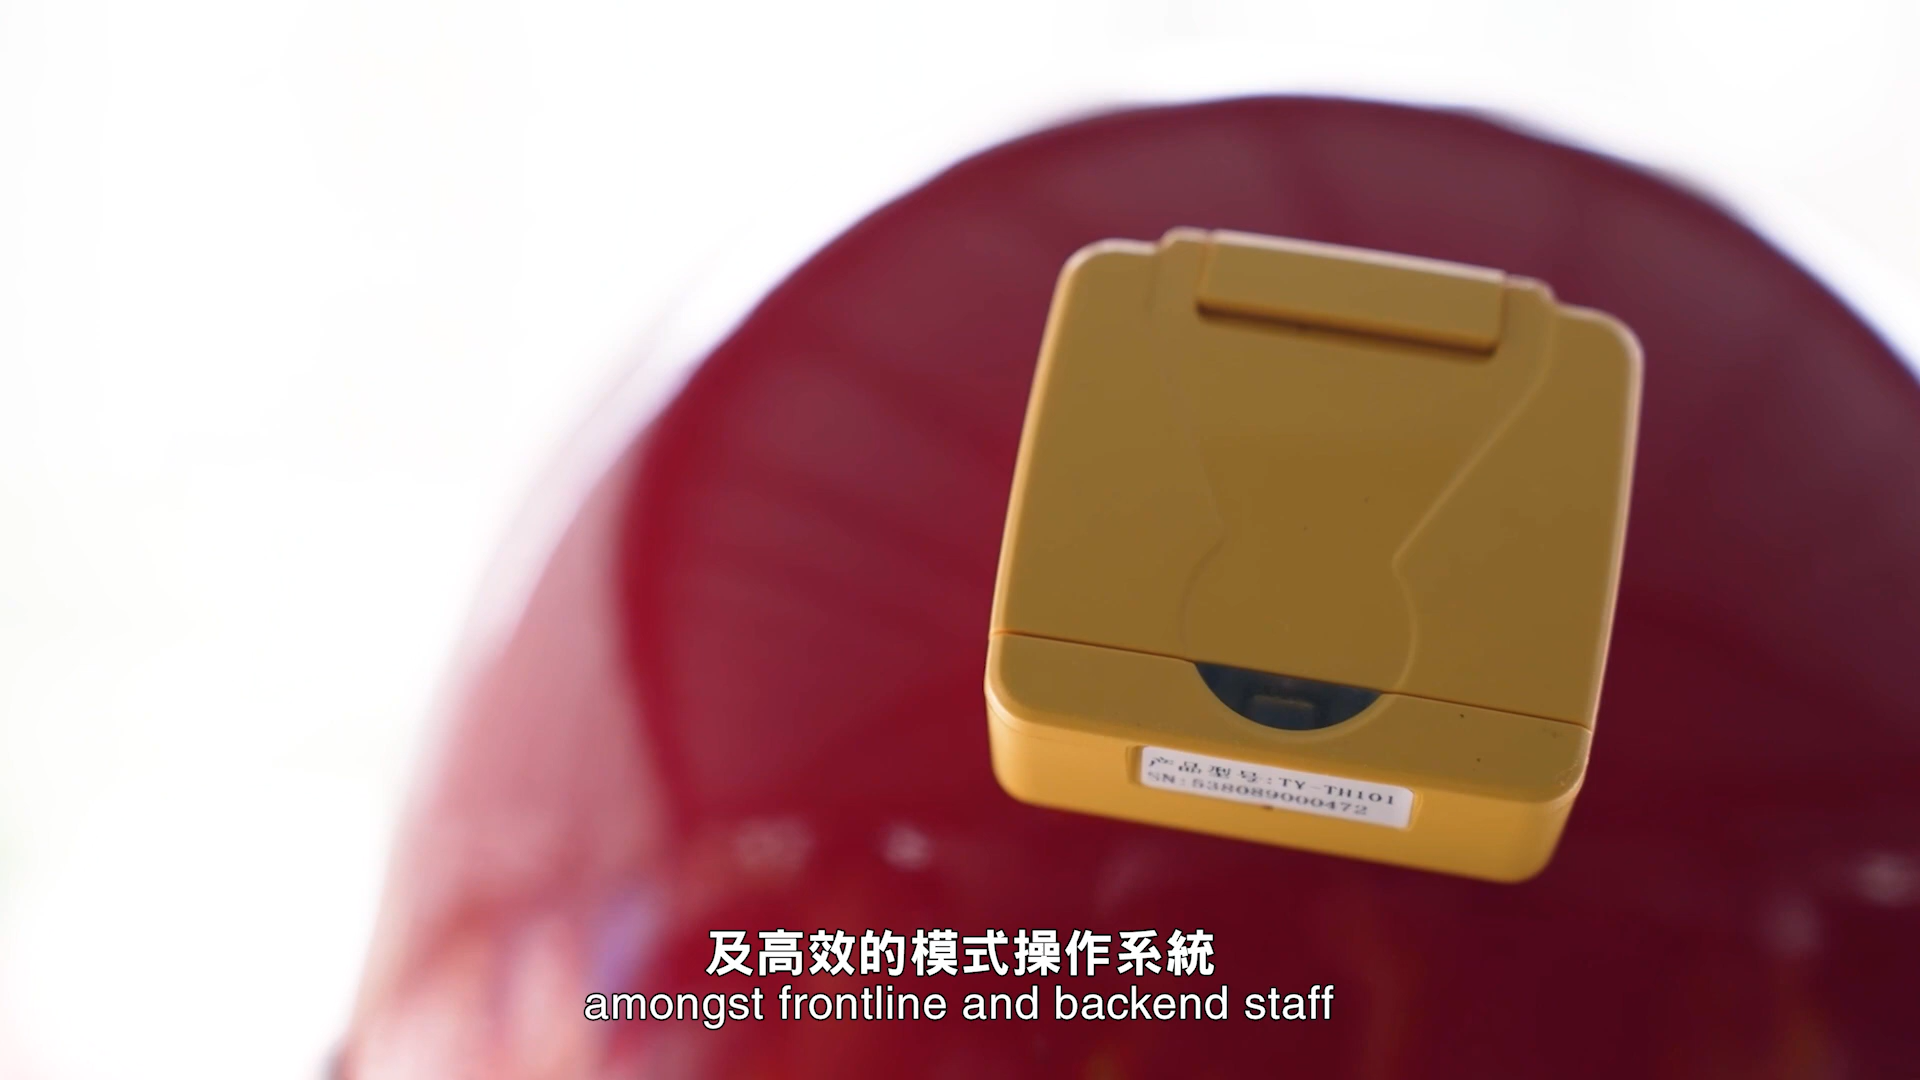 产品型号:TY-TH101
SN:538089000472
及高效的模式操作系統
amongst frontline and backend staff